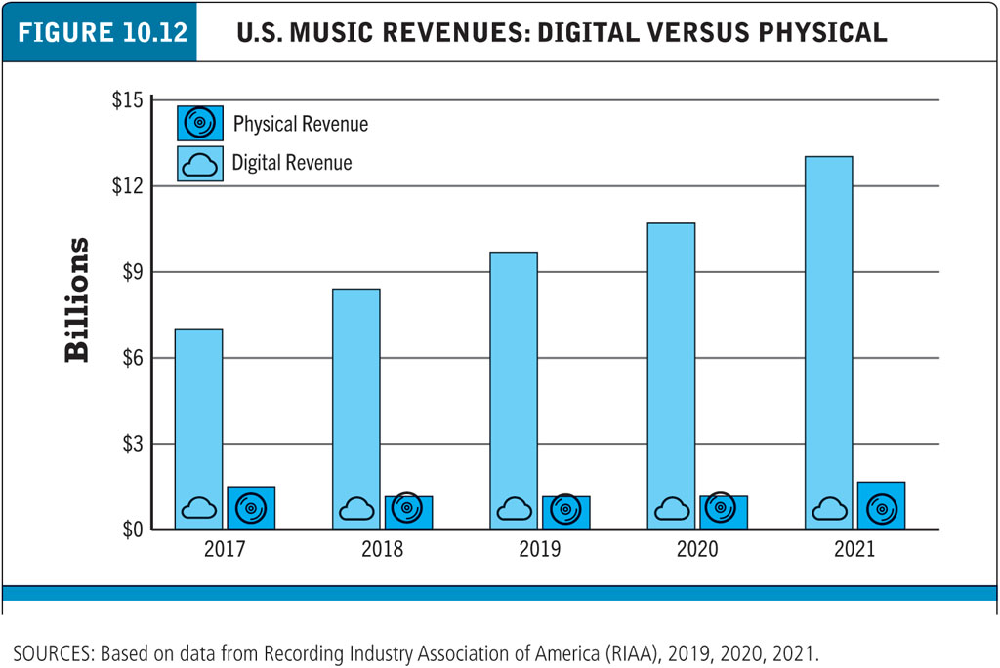 FIGURE 10.12
U.S. MUSIC REVENUES: DIGITAL VERSUS PHYSICAL
Physical Revenue
Digital Revenue
Billions
$15
$12
$9
$6
$3
$0
2017
2018
2019
2020
2021
SOURCES: Based on data from Recording Industry Association of America (RIAA), 2019, 2020, 2021.